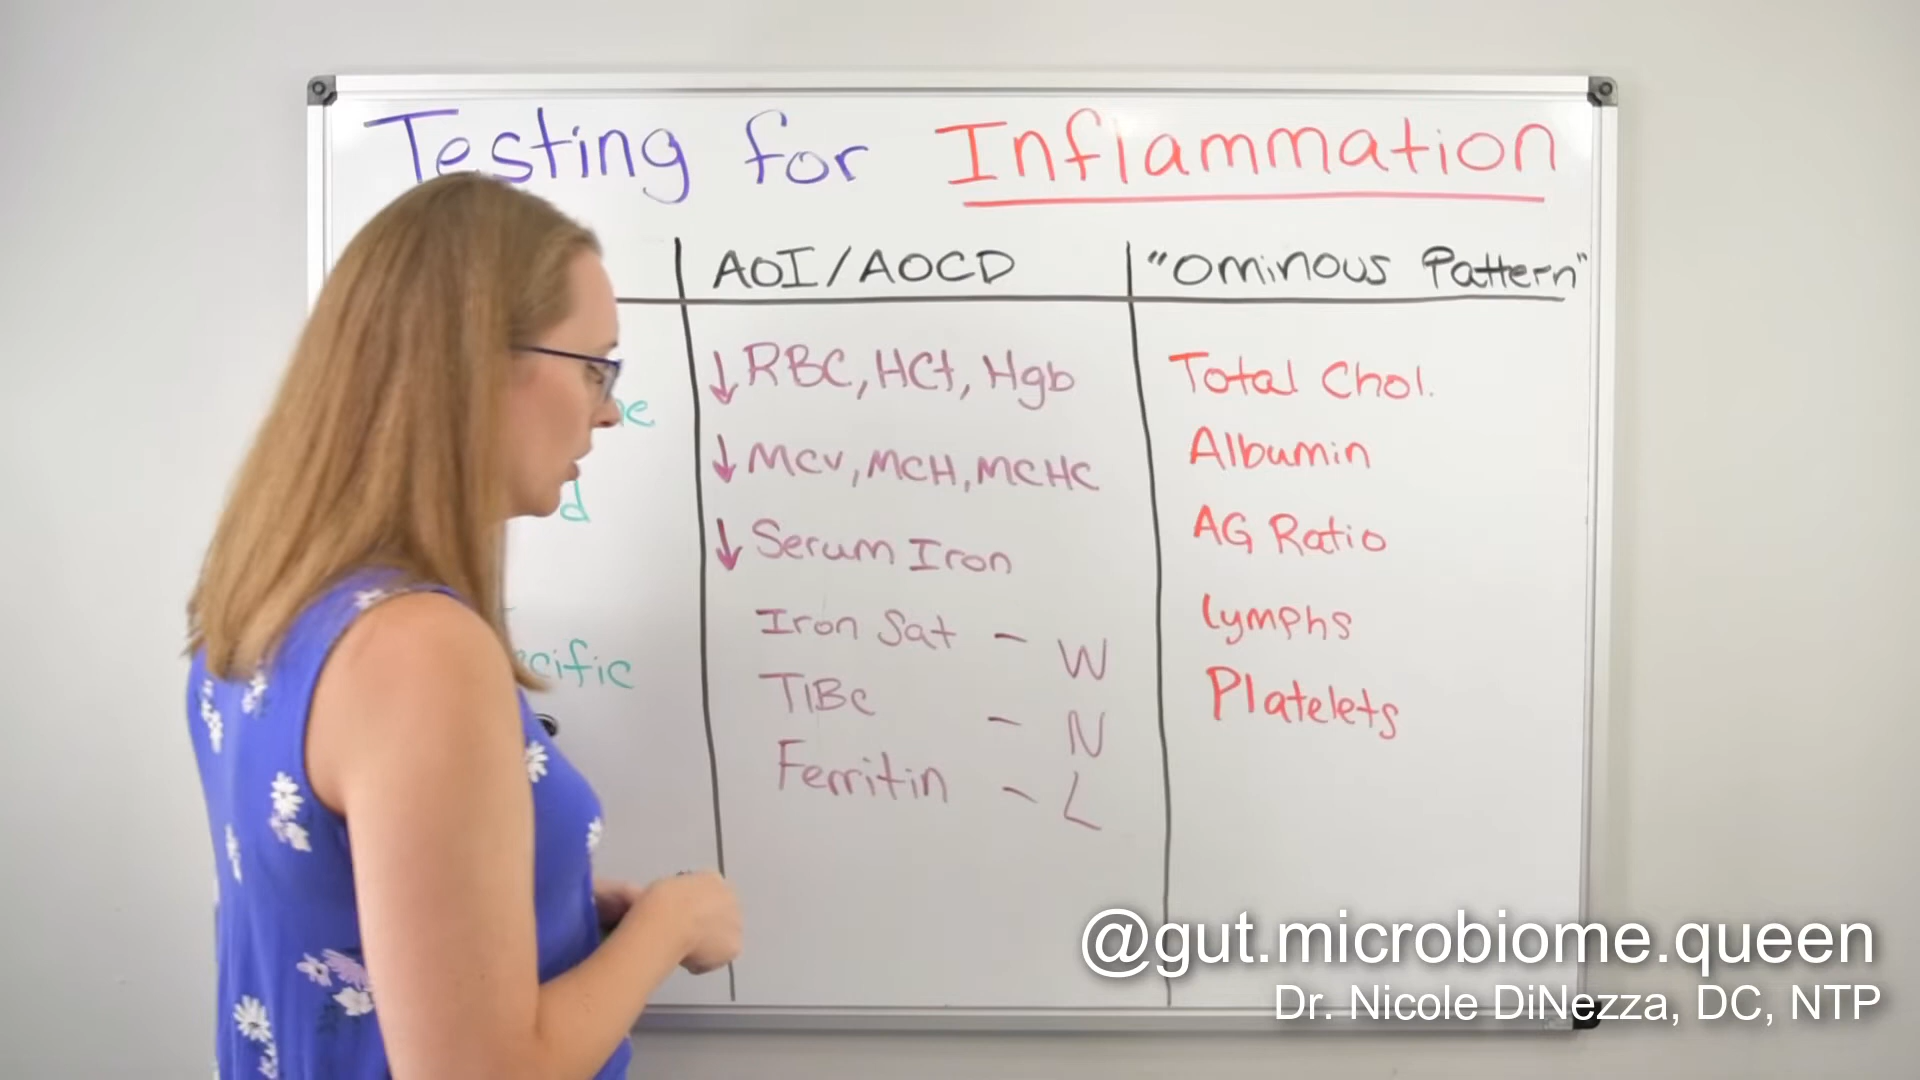 Testing for Inflammation
AOI/AOCD
"Ominous Pattern"
↓ RBC, HCt, Hgb
↓ MCV, MCH, MCHC
↓ Serum Iron
Iron Sat – W
TIBC – N
Ferritin – L
Total Chol.
Albumin
AG Ratio
Lymphs
Platelets
@gut.microbiome.queen
Dr. Nicole DiNezza, DC, NTP